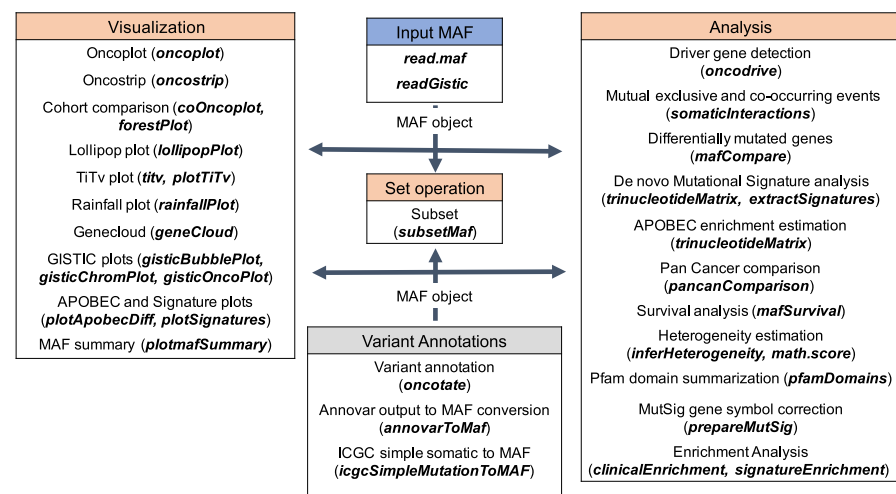 Visualization
Oncoplot (oncoplot)
Oncostrip (oncostrip)
Cohort comparison (coOncoplot,
forestPlot)
Lollipop plot (lollipopPlot)
TiTv plot (titv, plotTiTv)
Rainfall plot (rainfallPlot)
Genecloud (geneCloud)
GISTIC plots (gisticBubblePlot,
gisticChromPlot, gisticOncoPlot)
APOBEC and Signature plots
(plotApobecDiff, plotSignatures)
MAF summary (plotmafSummary)
Input MAF
read.maf
readGistic
MAF object
Set operation
Subset
(subsetMaf)
MAF object
Variant Annotations
Variant annotation
(oncotate)
Annovar output to MAF conversion
(annovarToMaf)
ICGC simple somatic to MAF
(icgcSimpleMutationToMAF)
Analysis
Driver gene detection
(oncodrive)
Mutual exclusive and co-occurring events
(somaticInteractions)
Differentially mutated genes
(mafCompare)
De novo Mutational Signature analysis
(trinucleotideMatrix, extractSignatures)
APOBEC enrichment estimation
(trinucleotideMatrix)
Pan Cancer comparison
(pancanComparison)
Survival analysis (mafSurvival)
Heterogeneity estimation
(inferHeterogeneity, math.score)
Pfam domain summarization (pfamDomains)
MutSig gene symbol correction
(prepareMutSig)
Enrichment Analysis
(clinicalEnrichment, signatureEnrichment)